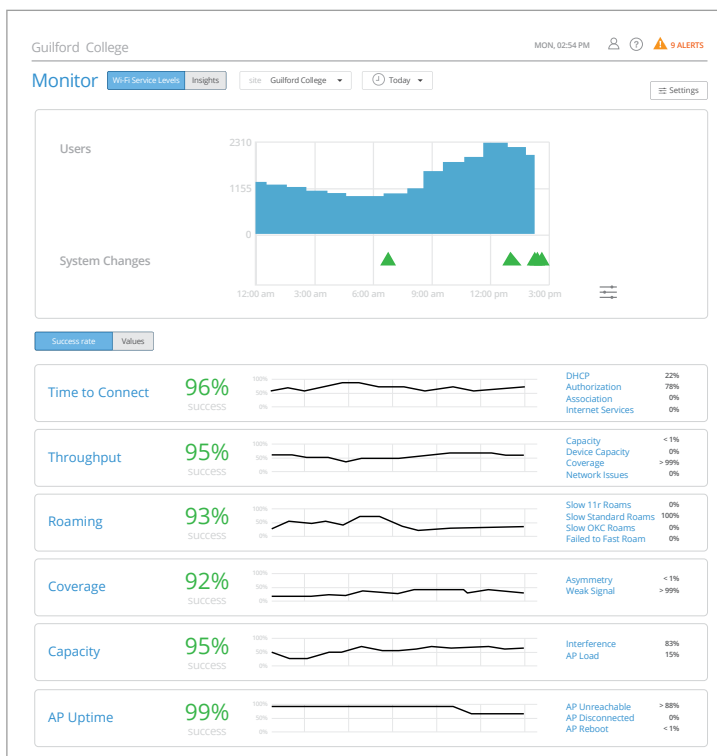 Guilford College
MON, 02:54 PM
9 ALERTS
Monitor
Wi-Fi Service Levels
Insights
site Guilford College
Today
Settings
Users
2310
1155
0
System Changes
12:00 am 3:00 am 6:00 am 9:00 am 12:00 pm 3:00 pm
Success rate
Values
Time to Connect
96%
success
100%
50%
0%
DHCP 22%
Authorization 78%
Association 0%
Internet Services 0%
Throughput
95%
success
100%
50%
0%
Capacity < 1%
Device Capacity 0%
Coverage > 99%
Network Issues 0%
Roaming
93%
success
100%
50%
0%
Slow 11r Roams 0%
Slow Standard Roams 100%
Slow OKC Roams 0%
Failed to Fast Roam 0%
Coverage
92%
success
100%
50%
0%
Asymmetry < 1%
Weak Signal > 99%
Capacity
95%
success
100%
50%
0%
Interference 83%
AP Load 15%
AP Uptime
99%
success
100%
50%
0%
AP Unreachable > 88%
AP Disconnected 0%
AP Reboot < 1%